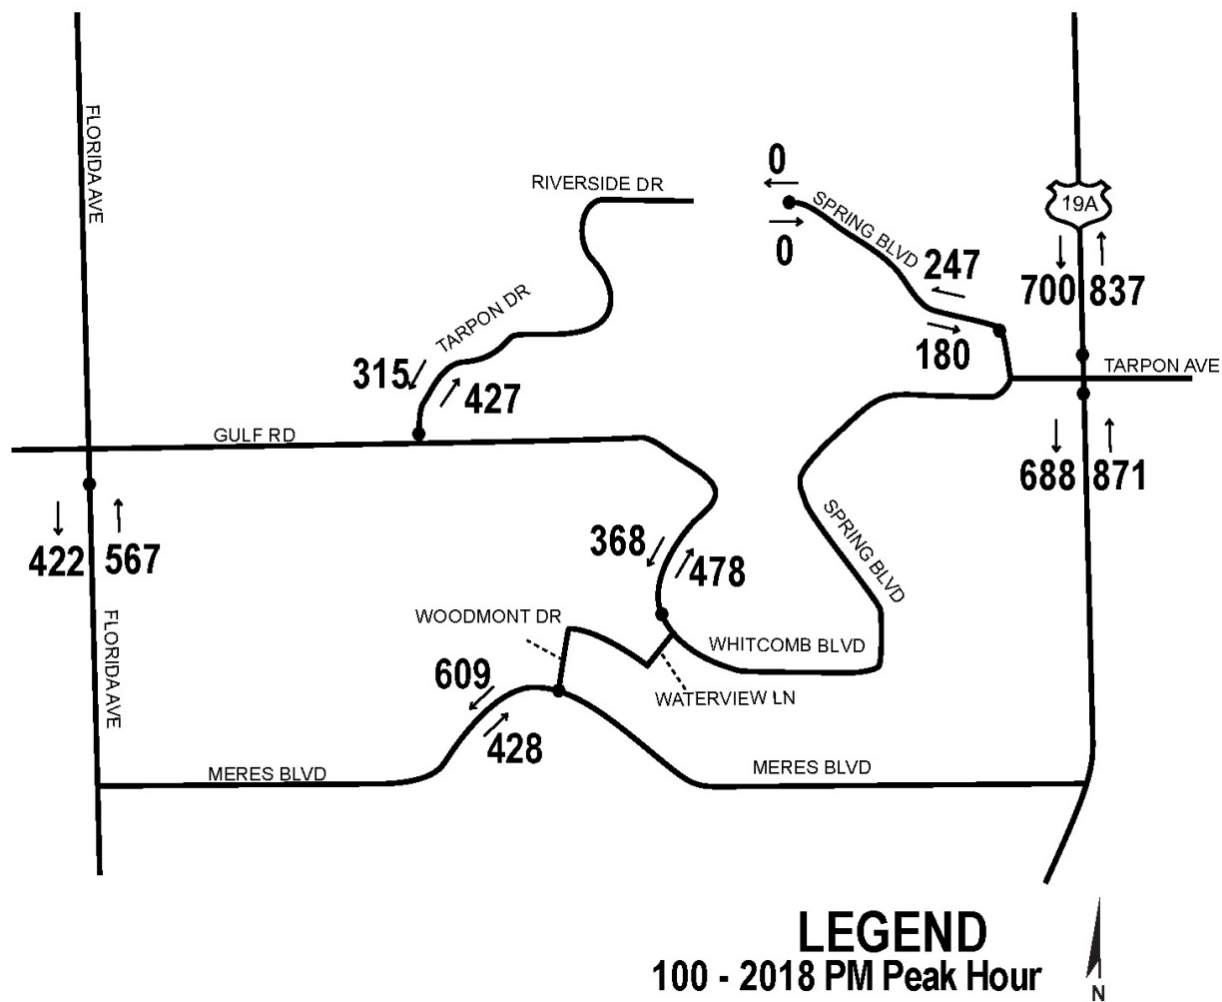 FLORIDA AVE
0
RIVERSIDE DR
SPRING BLVD
19A
0
247
700
837
TARPON DR
180
TARPON AVE
315
427
GULF RD
688
871
422
567
368
478
SPRING BLVD
WOODMONT DR
FLORIDA AVE
WHITCOMB BLVD
609
WATERVIEW LN
428
MERES BLVD
MERES BLVD
LEGEND
100 - 2018 PM Peak Hour
N